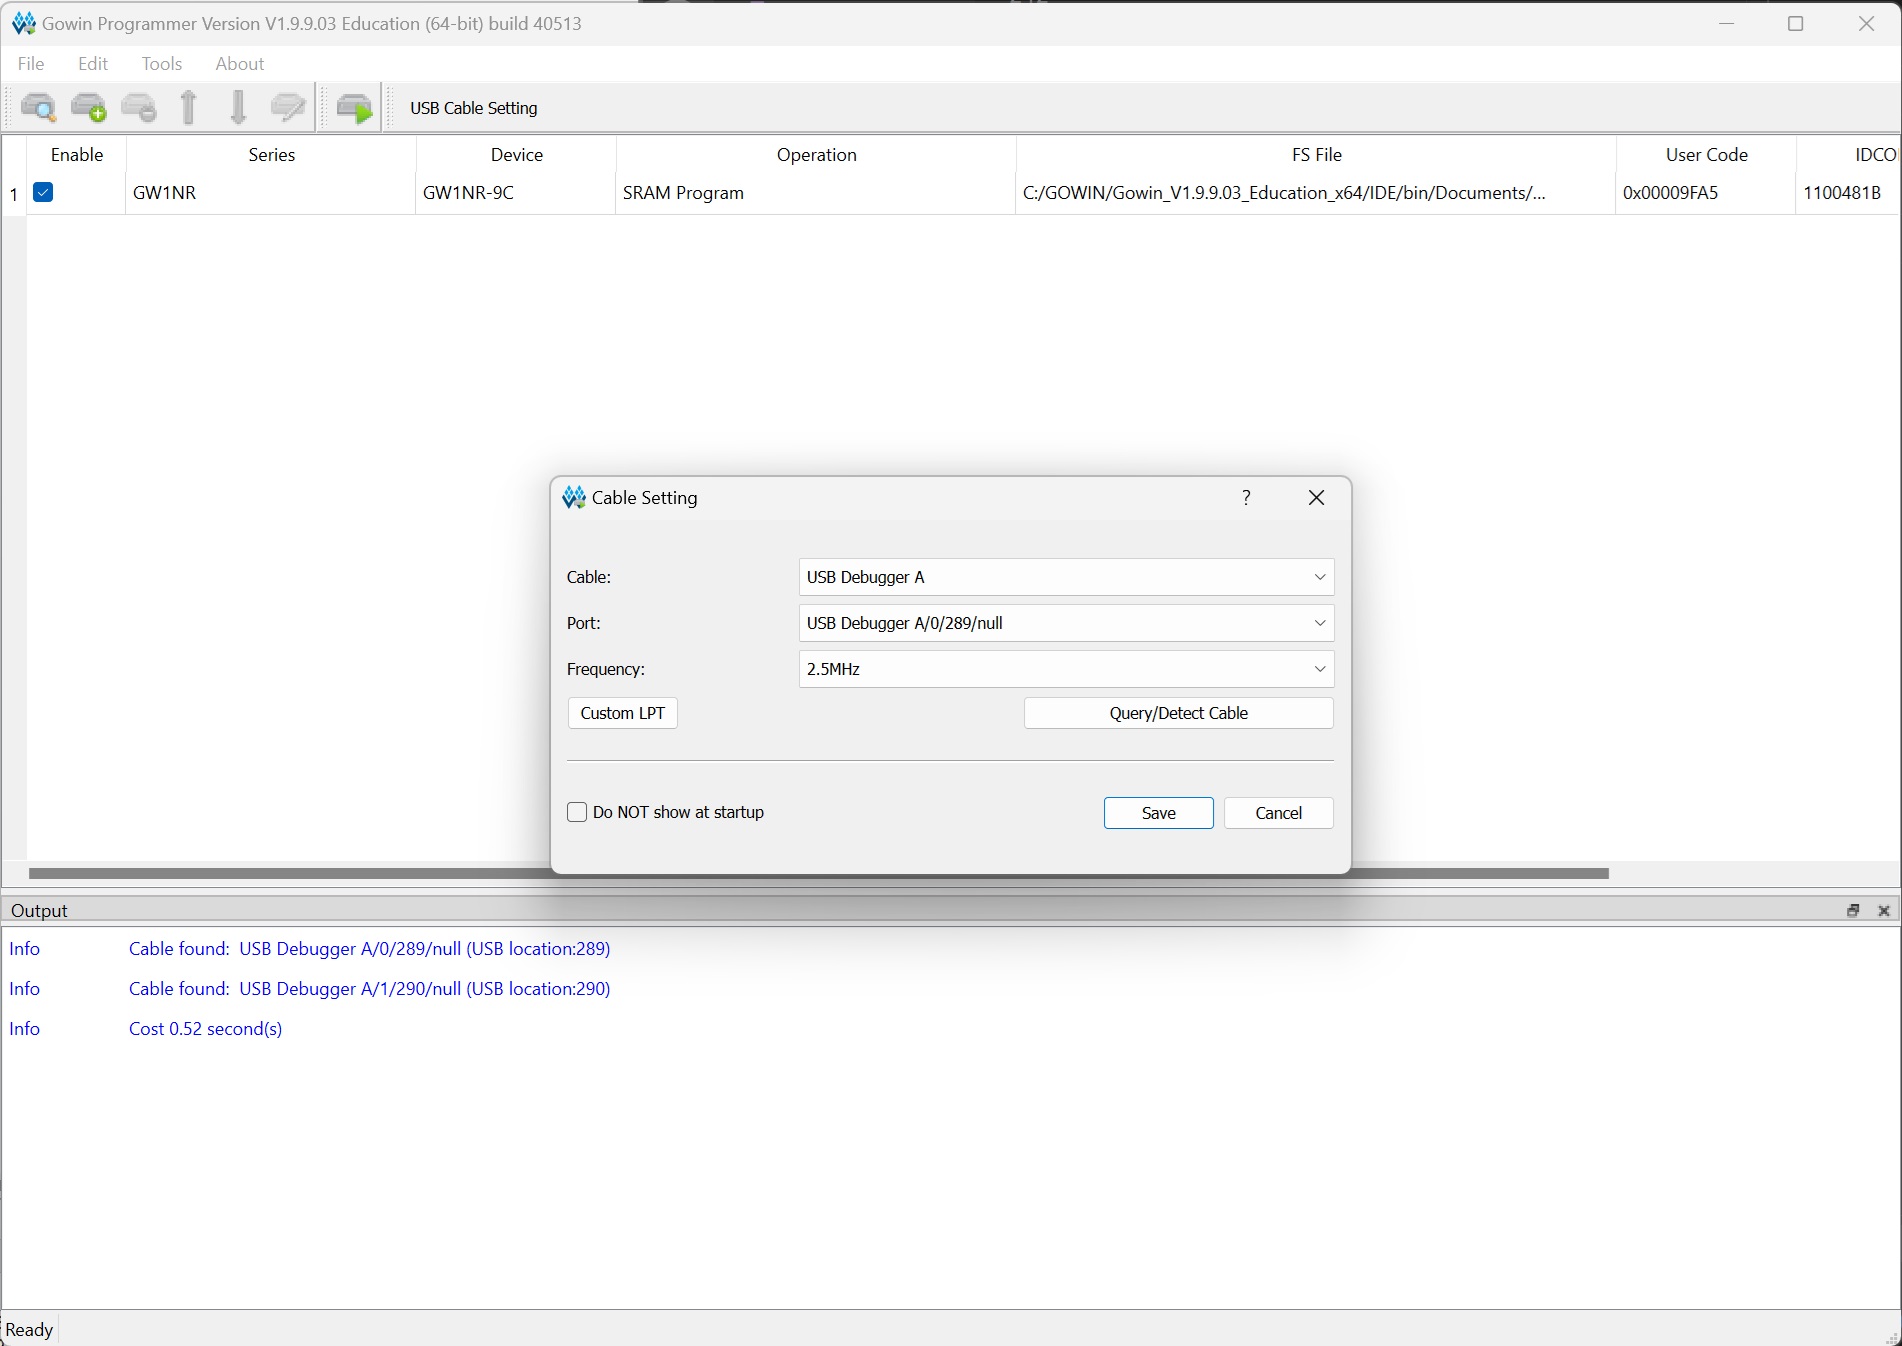 Gowin Programmer Version V1.9.9.03 Education (64-bit) build 40513
File Edit Tools About
USB Cable Setting
Enable Series Device Operation FS File User Code IDCO
1 GW1NR GW1NR-9C SRAM Program C:/GOWIN/Gowin_V1.9.9.03_Education_x64/IDE/bin/Documents/... 0x00009FA5 1100481B
Cable Setting ?
Cable: USB Debugger A
Port: USB Debugger A/0/289/null
Frequency: 2.5MHz
Custom LPT Query/Detect Cable
Do NOT show at startup Save Cancel
Output
Info Cable found: USB Debugger A/0/289/null (USB location:289)
Info Cable found: USB Debugger A/1/290/null (USB location:290)
Info Cost 0.52 second(s)
Ready